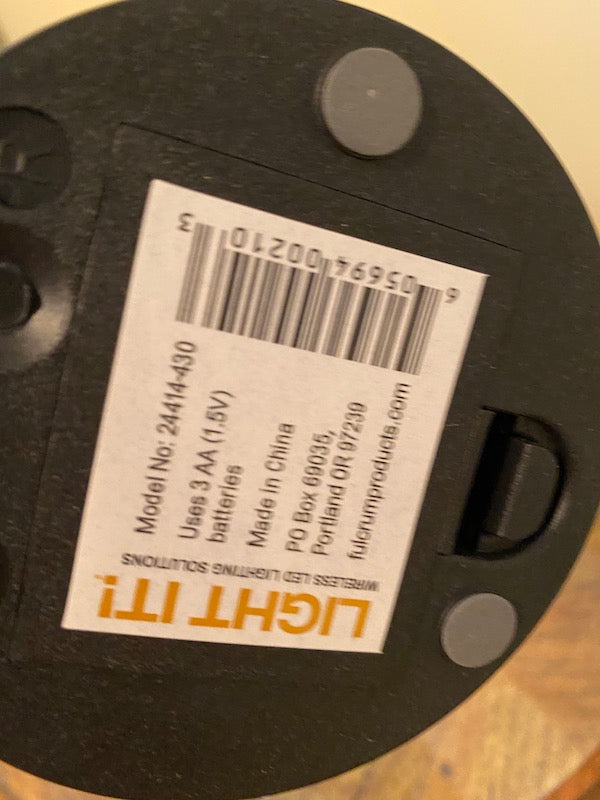 LIGHT IT!
WIRELESS LED LIGHTING SOLUTIONS
Model No: 24414-430
Uses 3 AA (1.5V)
batteries
Made in China
PO Box 69035,
Portland OR 97239
fulcrumproducts.com
6 05694 00210 3